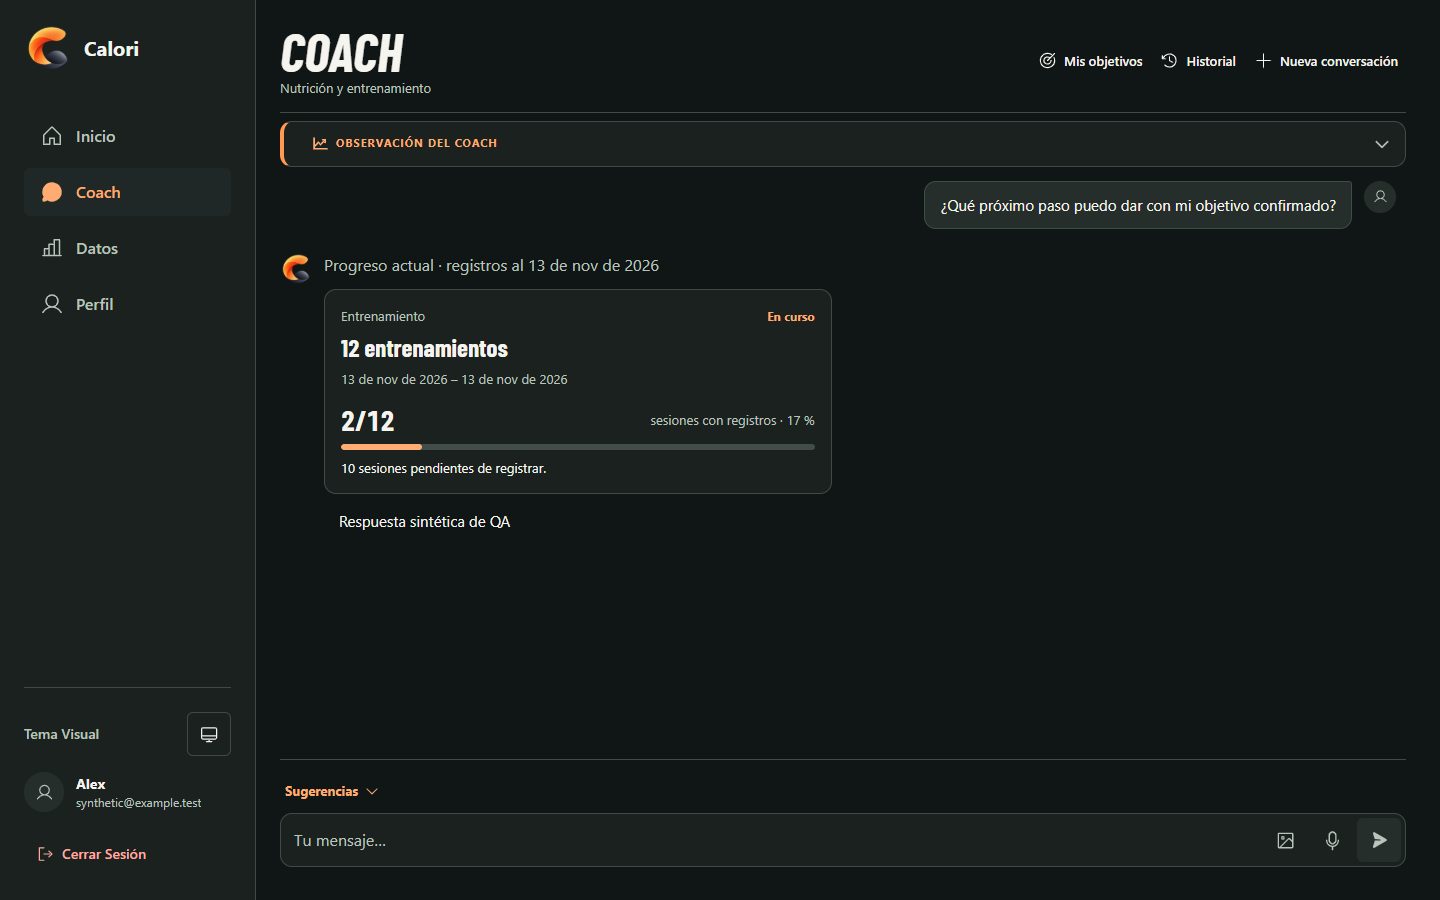 Calori
Inicio
Coach
Datos
Perfil
Tema Visual
Alex
synthetic@example.test
Cerrar Sesión
COACH
Nutrición y entrenamiento
Mis objetivos
Historial
Nueva conversación
OBSERVACIÓN DEL COACH
¿Qué próximo paso puedo dar con mi objetivo confirmado?
Progreso actual · registros al 13 de nov de 2026
Entrenamiento
En curso
12 entrenamientos
13 de nov de 2026 – 13 de nov de 2026
2/12
sesiones con registros · 17 %
10 sesiones pendientes de registrar.
Respuesta sintética de QA
Sugerencias
Tu mensaje...